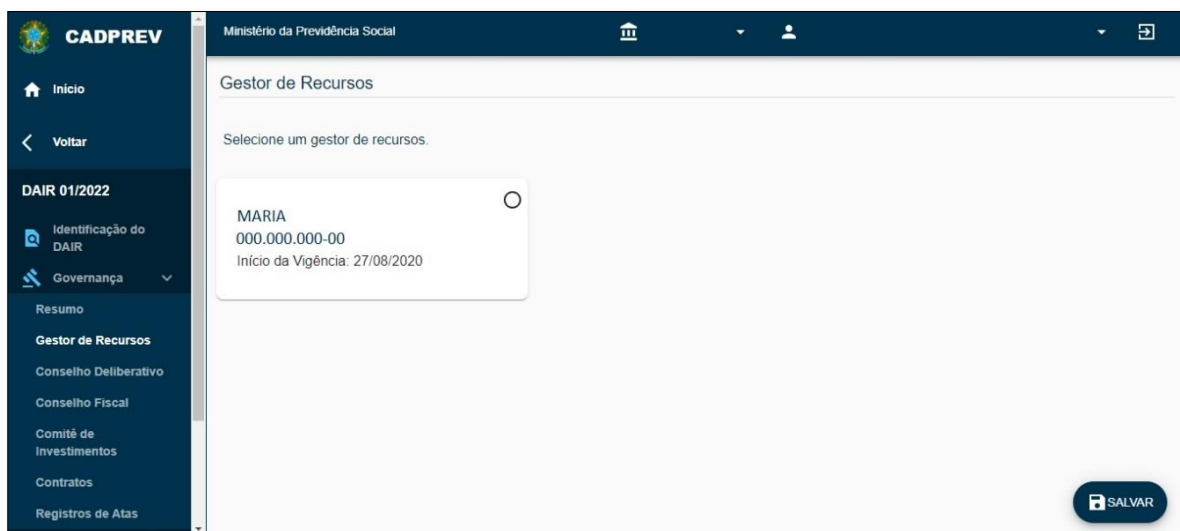 CADPREV
Início
Voltar
DAIR 01/2022
Identificação do
DAIR
Governança
Resumo
Gestor de Recursos
Conselho Deliberativo
Conselho Fiscal
Comitê de
Investimentos
Contratos
Registros de Atas
Ministério da Previdência Social
Gestor de Recursos
Selecione um gestor de recursos.
MARIA
000.000.000-00
Início da Vigência: 27/08/2020
SALVAR